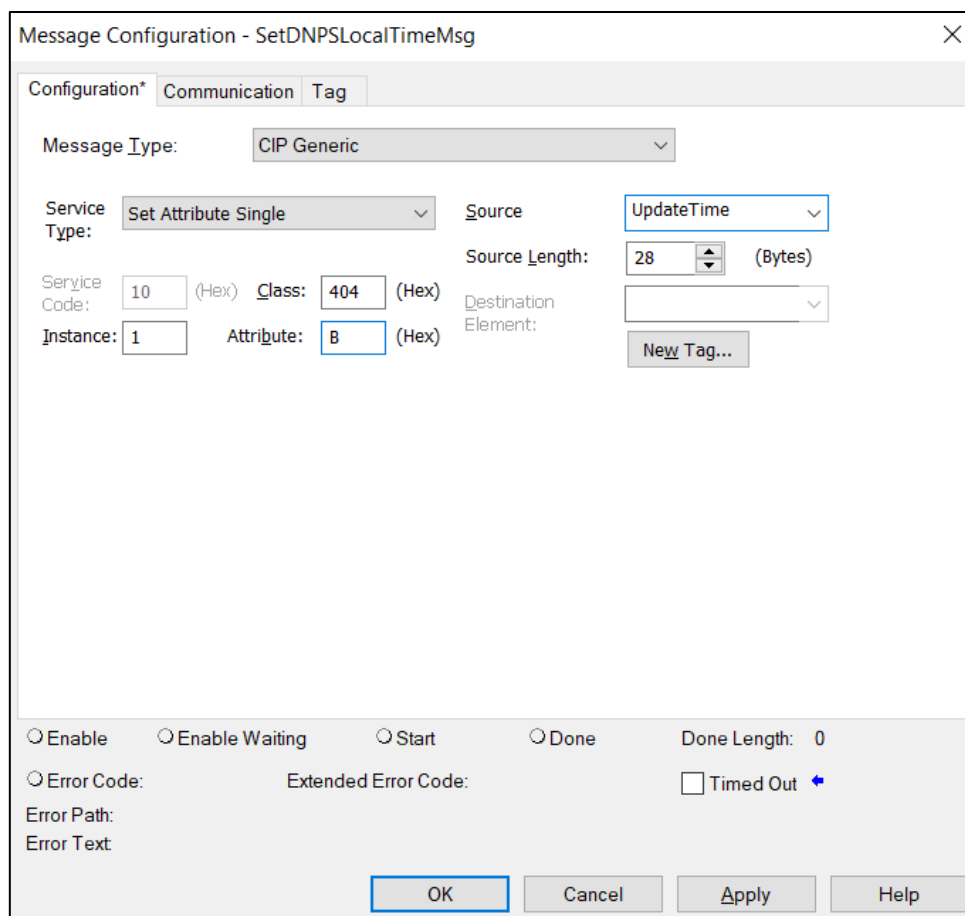 Message Configuration - SetDNPSLocalTimeMsg
Configuration* Communication Tag
Message Type: CIP Generic
Service Type: Set Attribute Single
Source UpdateTime
Source Length: 28 (Bytes)
Service Code: 10 (Hex) Class: 404 (Hex)
Destination Element:
Instance: 1 Attribute: B (Hex)
New Tag...
Enable Enable Waiting Start Done Done Length: 0
Error Code: Extended Error Code: Timed Out
Error Path:
Error Text:
OK Cancel Apply Help